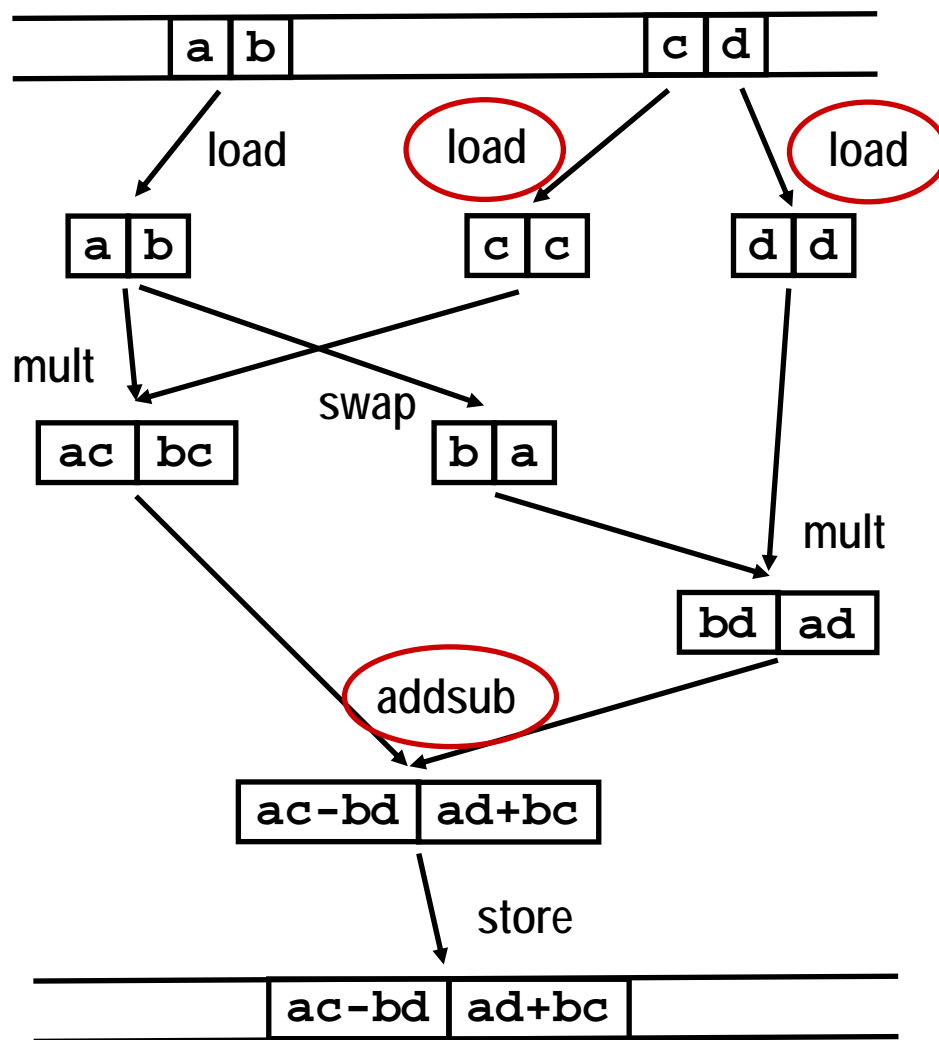 a b c d
load load load
a b c c d d
mult
swap
ac bc b a
mult
bd ad
addsub
ac-bd ad+bc
store
ac-bd ad+bc